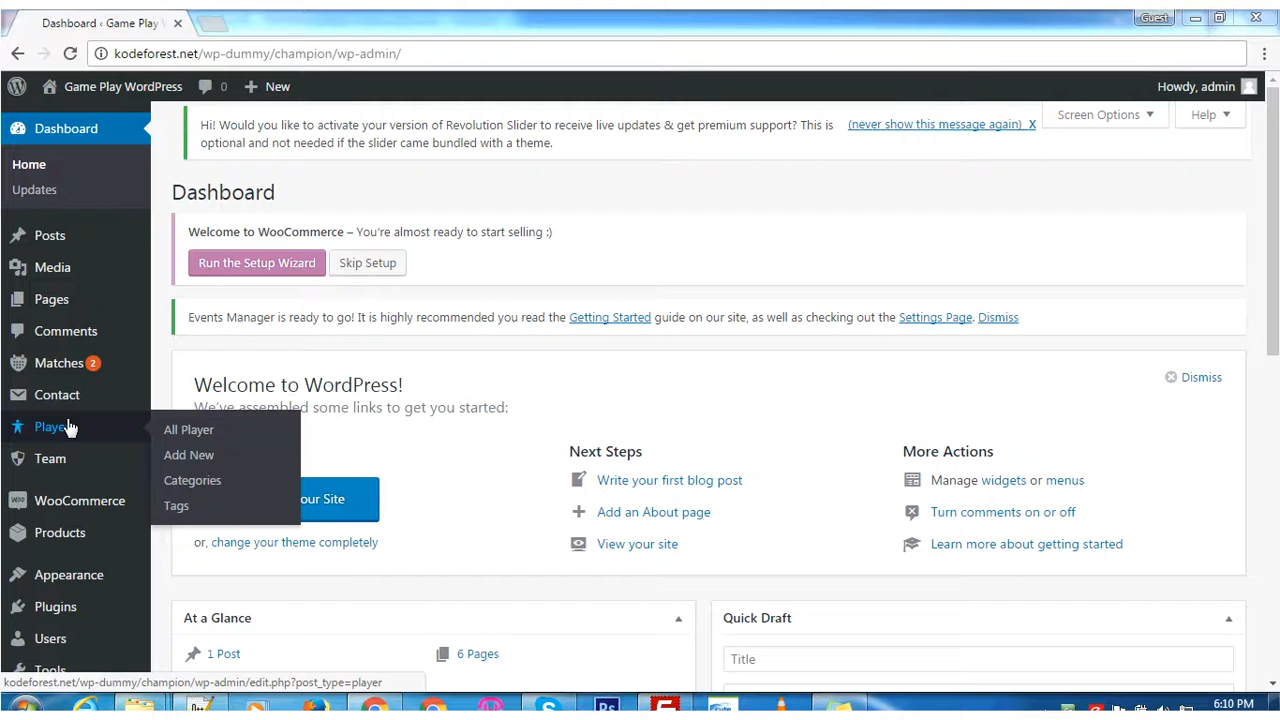 Dashboard ‹ Game Play W
Guest
kodeforest.net/wp-dummy/champion/wp-admin/
Game Play WordPress 0 New Howdy, admin
Dashboard
Home
Updates
Posts
Media
Pages
Comments
Matches 2
Contact
Playe
Team
WooCommerce
Products
Appearance
Plugins
Users
Tools
All Player
Add New
Categories
Tags
Screen Options Help
Hi! Would you like to activate your version of Revolution Slider to receive live updates & get premium support? This is (never show this message again) X
optional and not needed if the slider came bundled with a theme.
Dashboard
Welcome to WooCommerce – You're almost ready to start selling :)
Run the Setup Wizard Skip Setup
Events Manager is ready to go! It is highly recommended you read the Getting Started guide on our site, as well as checking out the Settings Page. Dismiss
Welcome to WordPress!
Dismiss
We've assembled some links to get you started:
our Site
or, change your theme completely
Next Steps
Write your first blog post
Add an About page
View your site
More Actions
Manage widgets or menus
Turn comments on or off
Learn more about getting started
At a Glance
1 Post 6 Pages
Quick Draft
Title
kodeforest.net/wp-dummy/champion/wp-admin/edit.php?post_type=player
Ps
6:10 PM